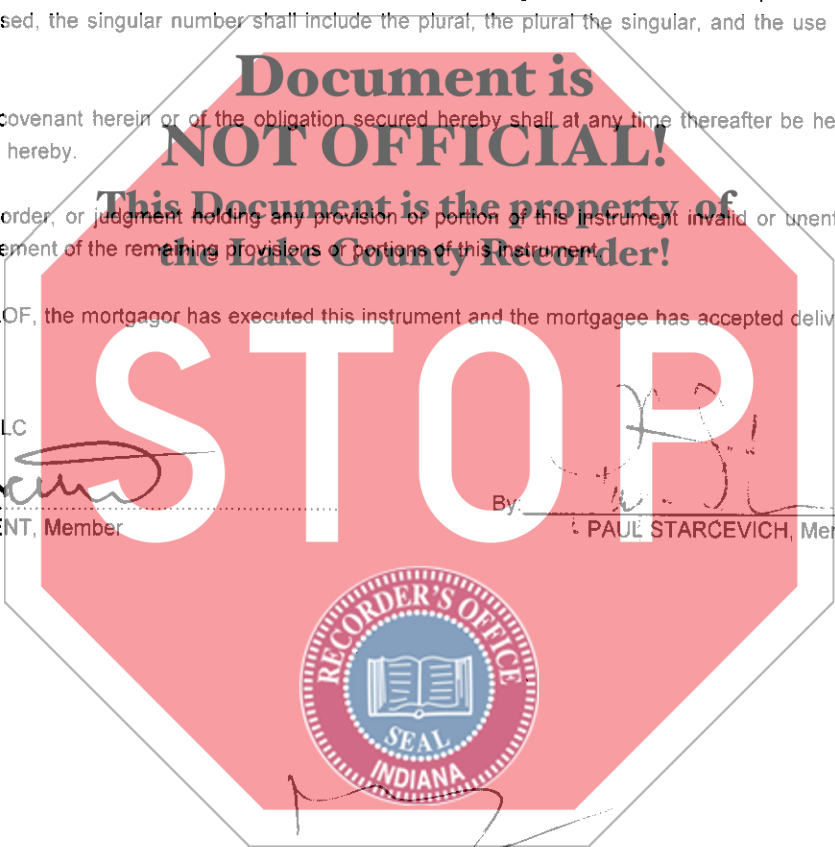 sed, the singular number shall include the plural, the plural the singular, and the use
Document is
covenant herein or of the obligation secured hereby shall at any time thereafter be he
NOT OFFICIAL!
hereby.
This Document is the property of
order, or judgment holding any provision or portion of this instrument invalid or unenf
ement of the remaining provisions or portions of this instrument.
the Lake County Recorder!
OF, the mortgagor has executed this instrument and the mortgagee has accepted deliv
STOP
LC
By:
ENT, Member
PAUL STARCEVICH, Mem
RECORDER'S OFFICE
SEAL
INDIANA